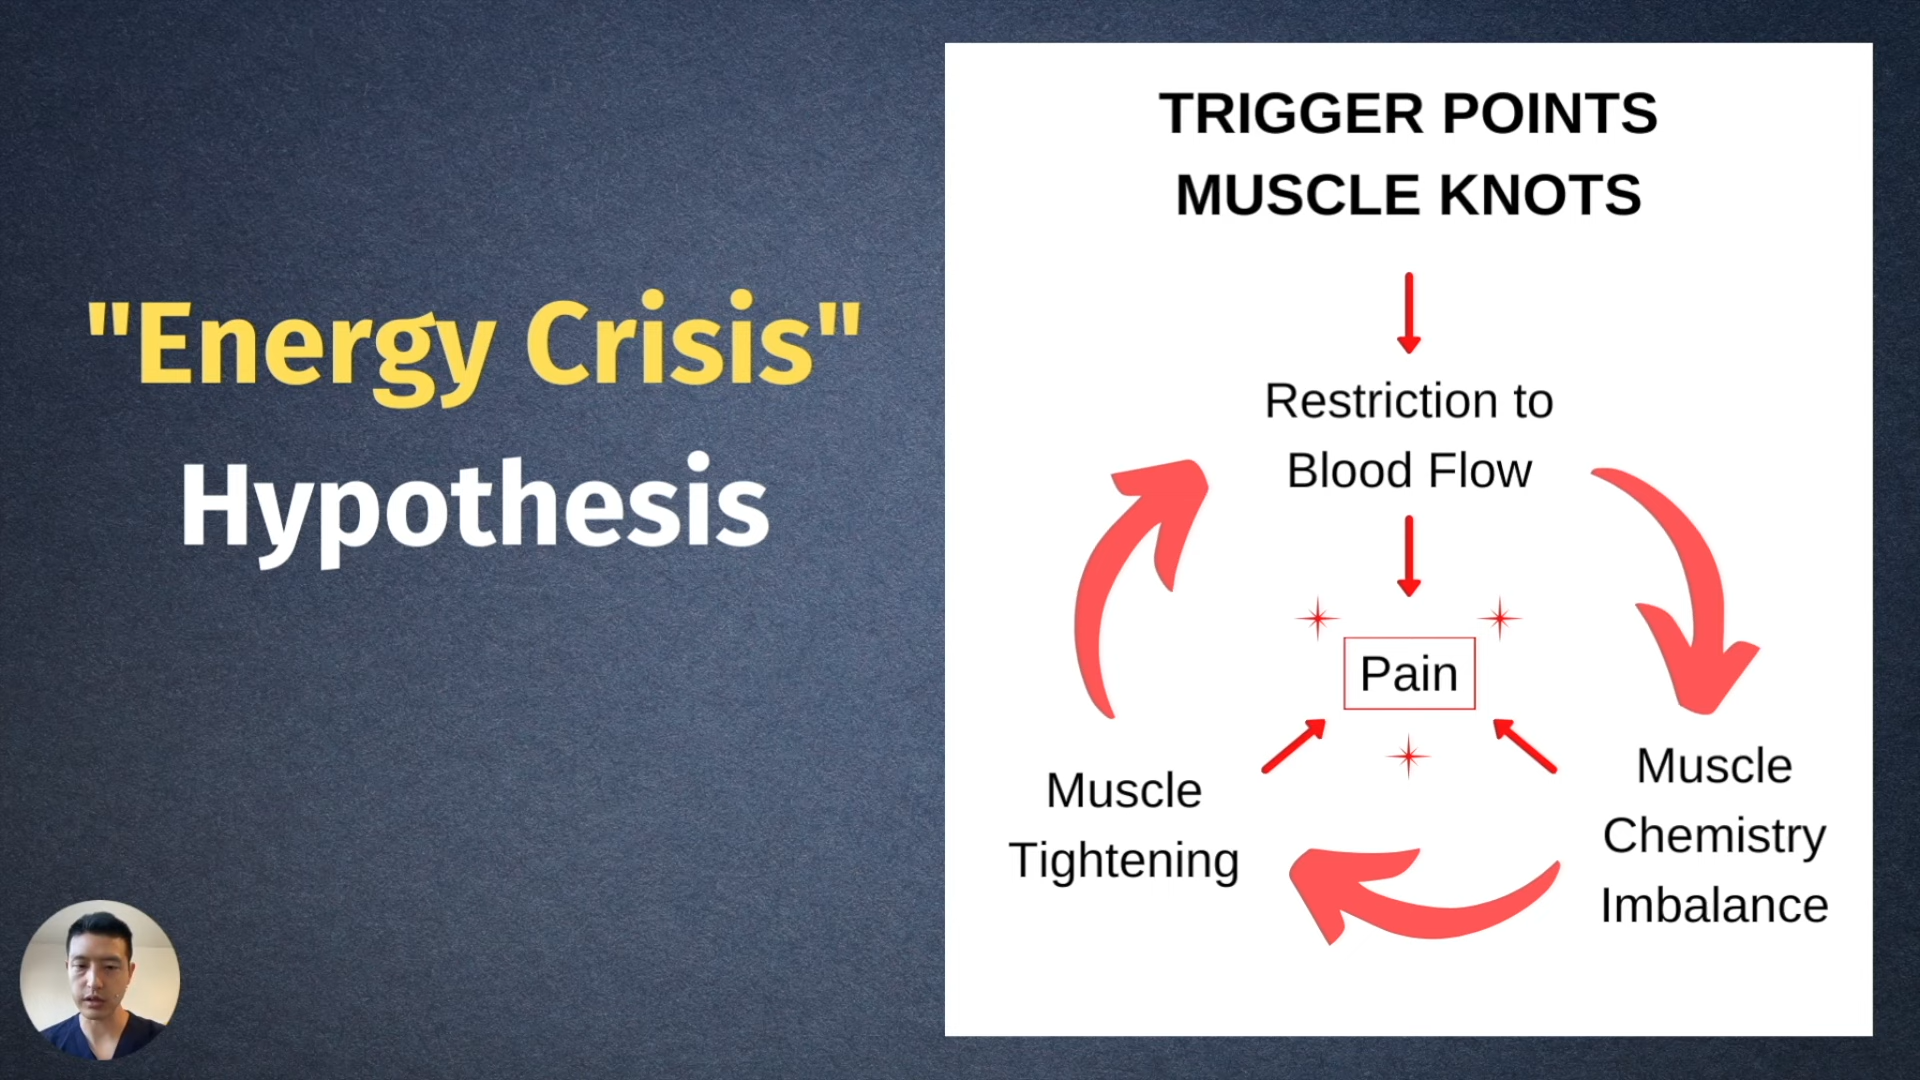 "Energy Crisis"
Hypothesis
TRIGGER POINTS
MUSCLE KNOTS
Restriction to
Blood Flow
Pain
Muscle
Tightening
Muscle
Chemistry
Imbalance